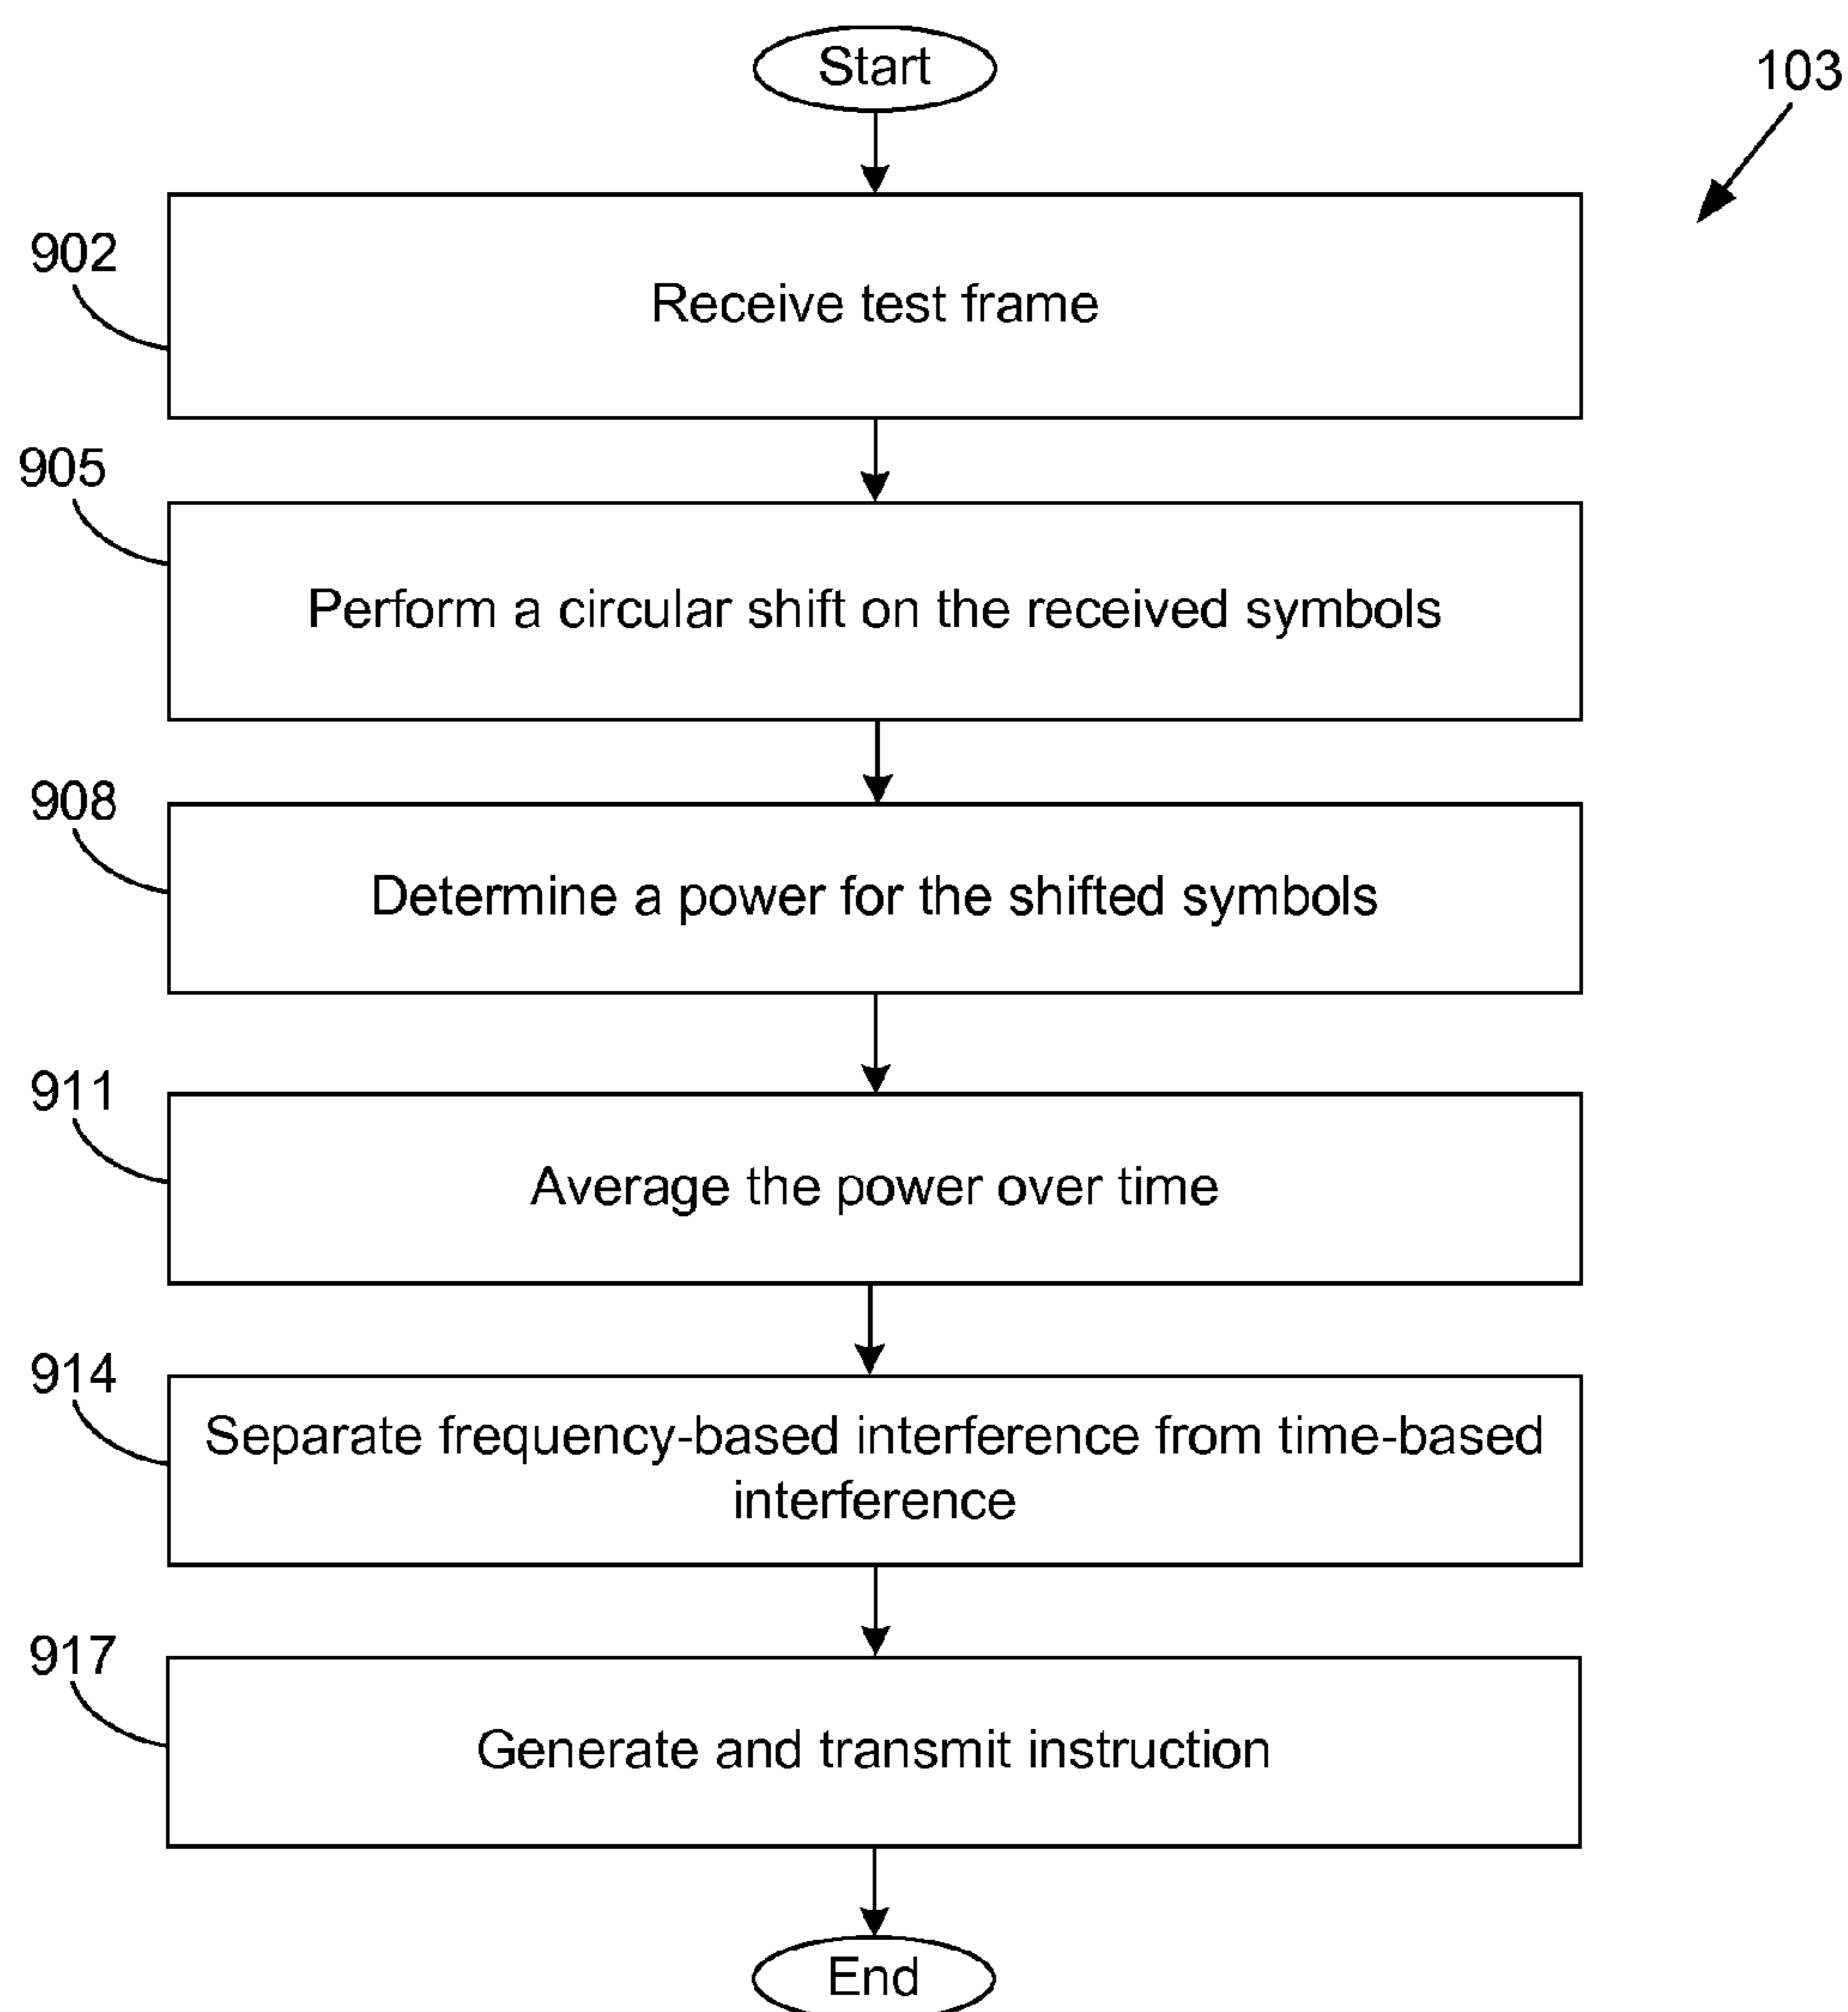 Start
103
902
Receive test frame
905
Perform a circular shift on the received symbols
908
Determine a power for the shifted symbols
911
Average the power over time
914
Separate frequency-based interference from time-based
interference
917
Generate and transmit instruction
End